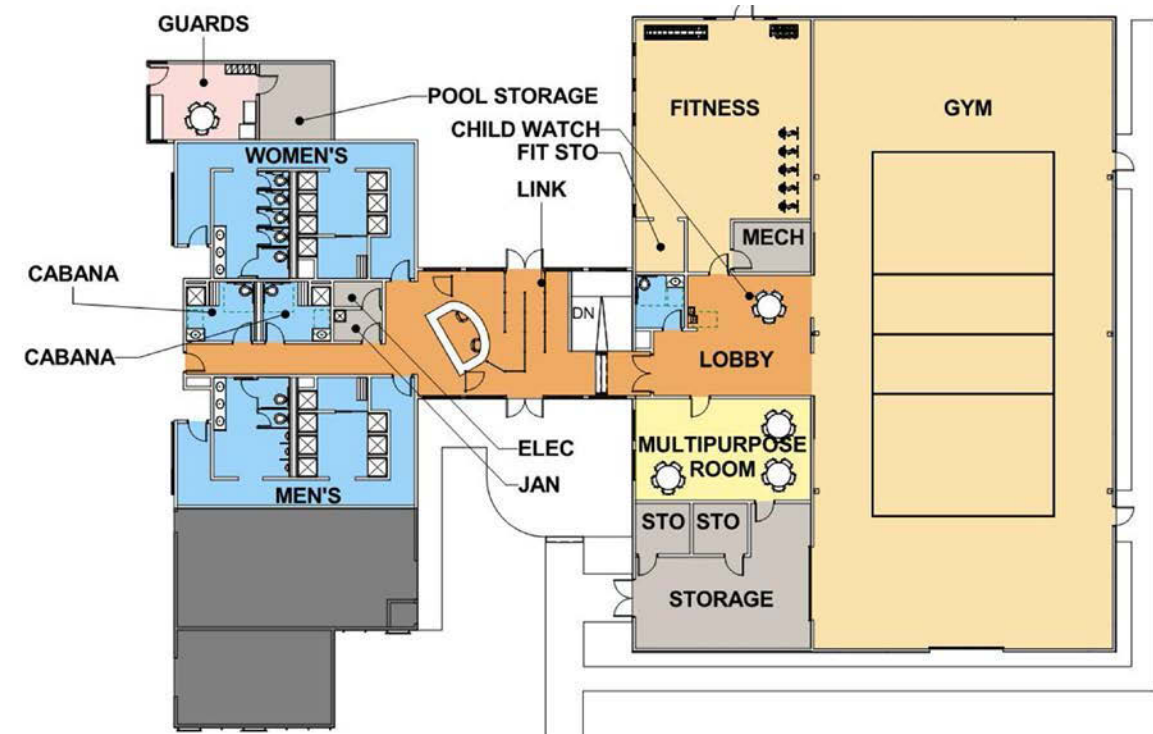 GUARDS
POOL STORAGE
CHILD WATCH
FIT STO
FITNESS
GYM
WOMEN'S
LINK
MECH
CABANA
DN
CABANA
LOBBY
ELEC
MULTIPURPOSE
ROOM
JAN
MEN'S
STO
STO
STORAGE